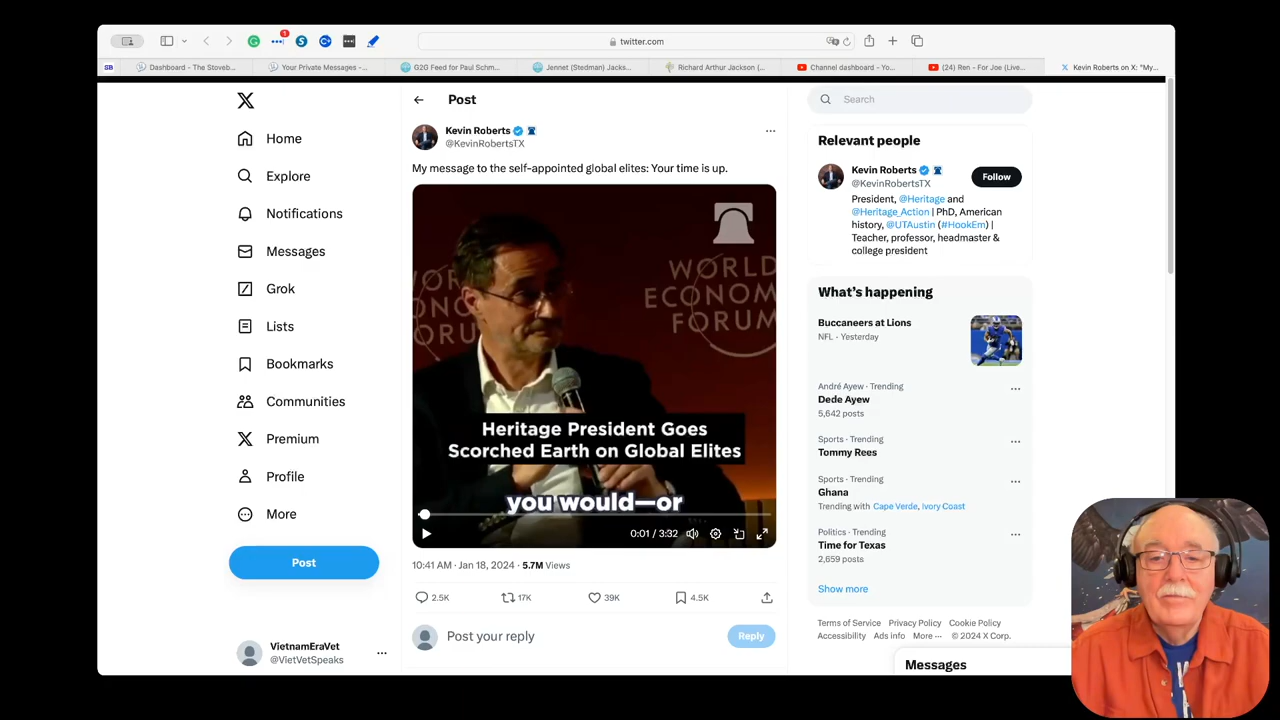 twitter.com
1
SB
Dashboard - The Stoveb...
Your Private Messages -...
G2G Feed for Paul Schm...
Jennet (Stedman) Jacks...
Richard Arthur Jackson (...
Channel dashboard - Yo...
(24) Ren - For Joe (Live...
Kevin Roberts on X: "My...
Home
Explore
Notifications
Messages
Grok
Lists
Bookmarks
Communities
Premium
Profile
More
Post
VietnamEraVet
@VietVetSpeaks
Post
Kevin Roberts
@KevinRobertsTX
My message to the self-appointed global elites: Your time is up.
WORLD
ECONOMIC
FORUM
Heritage President Goes
Scorched Earth on Global Elites
you would—or
0:01 / 3:32
10:41 AM · Jan 18, 2024 · 5.7M Views
2.5K
17K
39K
4.5K
Post your reply
Reply
Search
Relevant people
Kevin Roberts
@KevinRobertsTX
Follow
President, @Heritage and
@Heritage_Action | PhD, American
history, @UTAustin (#HookEm) |
Teacher, professor, headmaster &
college president
What's happening
Buccaneers at Lions
NFL · Yesterday
André Ayew · Trending
Dede Ayew
5,642 posts
Sports · Trending
Tommy Rees
Sports · Trending
Ghana
Trending with Cape Verde, Ivory Coast
Politics · Trending
Time for Texas
2,659 posts
Show more
Terms of Service Privacy Policy Cookie Policy
Accessibility Ads info More ··· © 2024 X Corp.
Messages